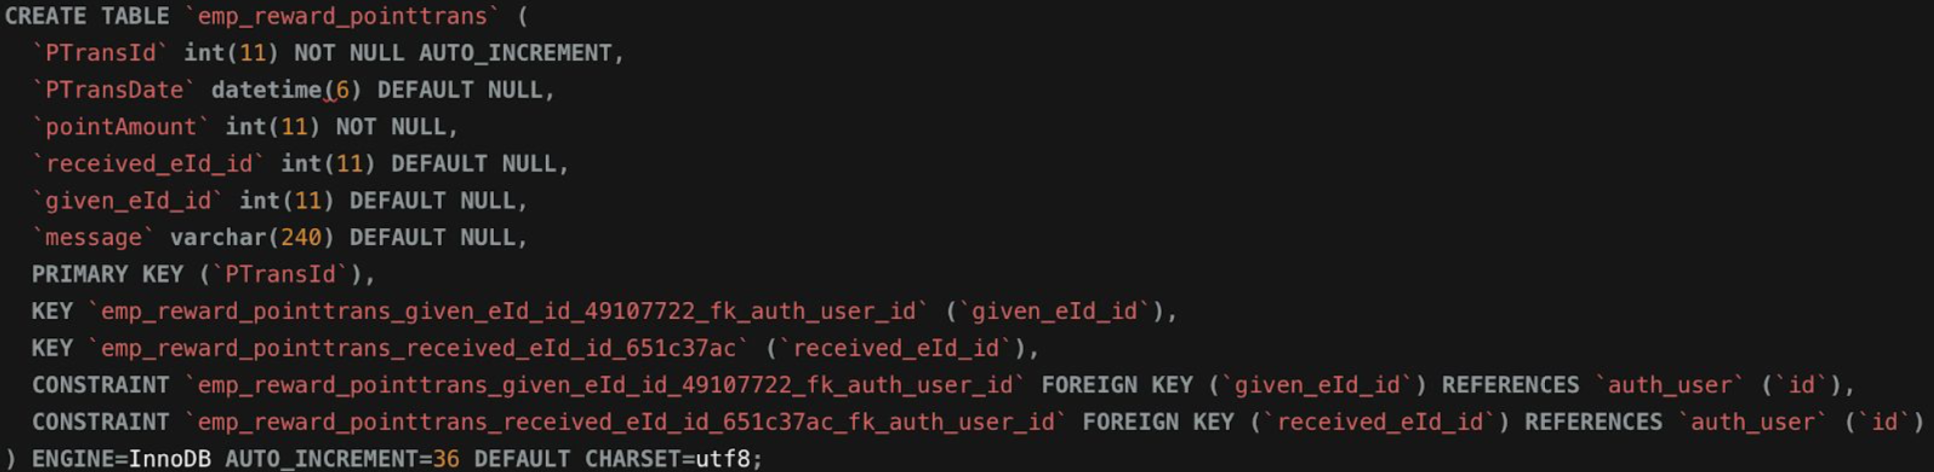 CREATE TABLE `emp_reward_pointtrans` (
  `PTransId` int(11) NOT NULL AUTO_INCREMENT,
  `PTransDate` datetime(6) DEFAULT NULL,
  `pointAmount` int(11) NOT NULL,
  `received_eId_id` int(11) DEFAULT NULL,
  `given_eId_id` int(11) DEFAULT NULL,
  `message` varchar(240) DEFAULT NULL,
  PRIMARY KEY (`PTransId`),
  KEY `emp_reward_pointtrans_given_eId_id_49107722_fk_auth_user_id` (`given_eId_id`),
  KEY `emp_reward_pointtrans_received_eId_id_651c37ac` (`received_eId_id`),
  CONSTRAINT `emp_reward_pointtrans_given_eId_id_49107722_fk_auth_user_id` FOREIGN KEY (`given_eId_id`) REFERENCES `auth_user` (`id`),
  CONSTRAINT `emp_reward_pointtrans_received_eId_id_651c37ac_fk_auth_user_id` FOREIGN KEY (`received_eId_id`) REFERENCES `auth_user` (`id`)
) ENGINE=InnoDB AUTO_INCREMENT=36 DEFAULT CHARSET=utf8;